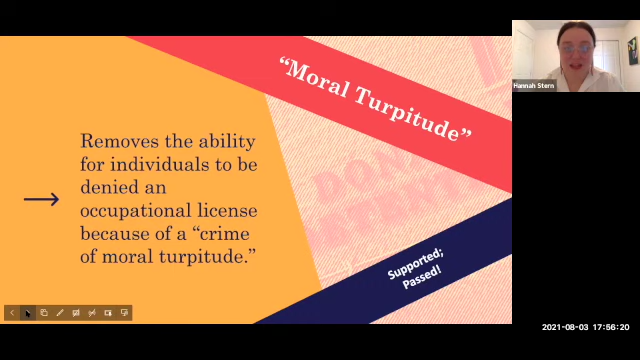 "Moral Turpitude"
Hannah Stern
Removes the ability
for individuals to be
denied an
occupational license
because of a "crime
of moral turpitude."
Supported;
Passed!
2021-08-03 17:56:20